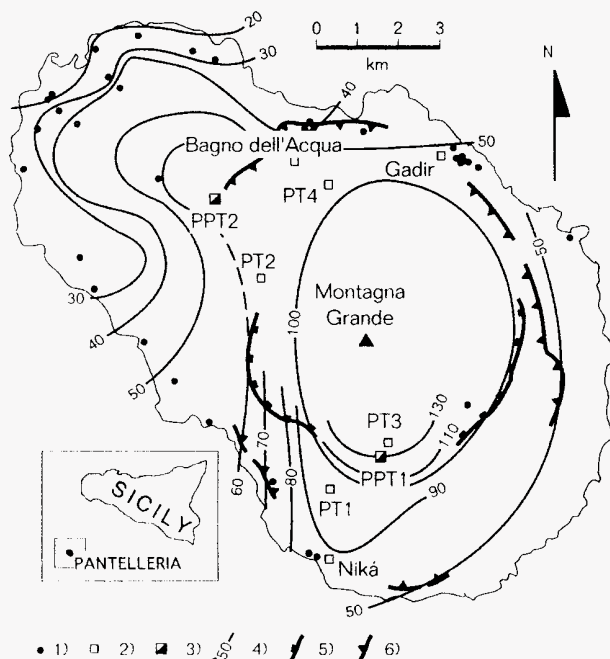 20
30
0 3
km
N
40
50
Bagno dell'Acqua
Gadir
PPT2
PT4
50
PT2
30
Montagna
Grande
100
40
50
PT3
130
110
70
PPT1
80
60
90
PT1
SICILY
PANTELLERIA
Niká
50
1) 2) 3) 50 4) 5) 6)